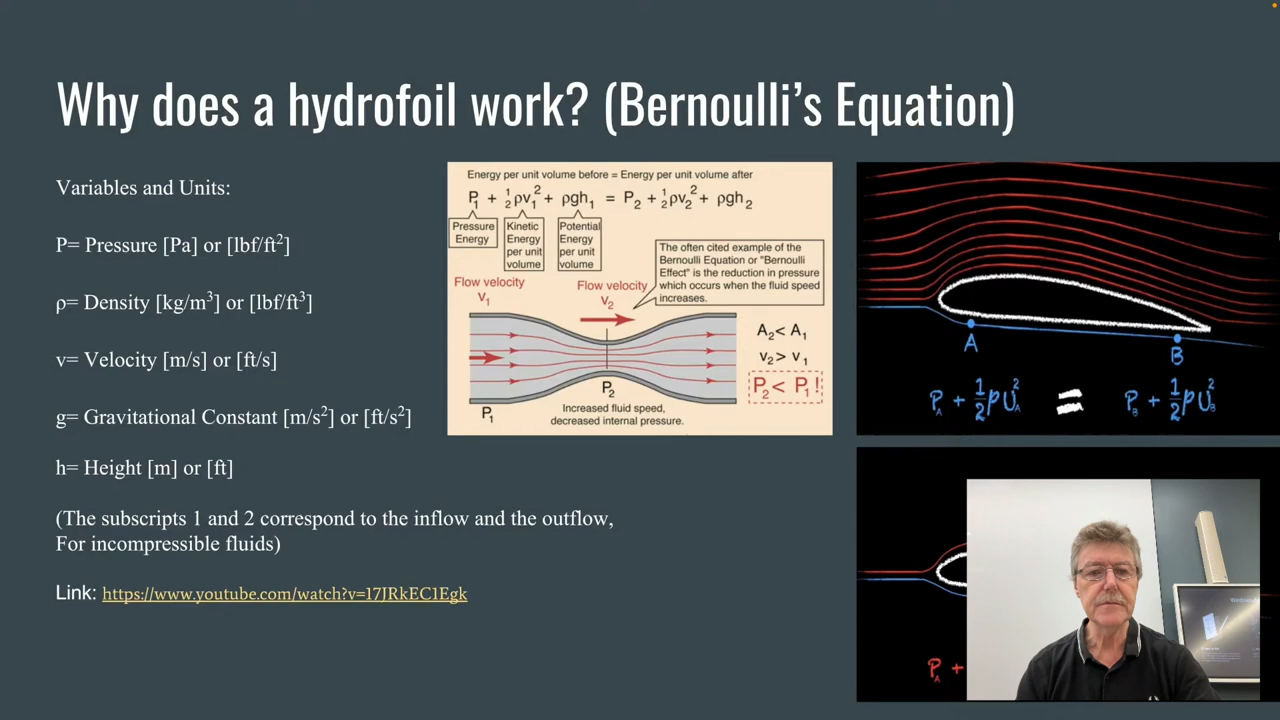 Why does a hydrofoil work? (Bernoulli's Equation)
Variables and Units:
P= Pressure [Pa] or [lbf/ft²]
ρ= Density [kg/m³] or [lbf/ft³]
v= Velocity [m/s] or [ft/s]
g= Gravitational Constant [m/s²] or [ft/s²]
h= Height [m] or [ft]
(The subscripts 1 and 2 correspond to the inflow and the outflow,
For incompressible fluids)
Link: https://www.youtube.com/watch?v=17JRkEC1Egk
Energy per unit volume before = Energy per unit volume after
P₁ + ½ρv₁² + ρgh₁ = P₂ + ½ρv₂² + ρgh₂
Pressure
Energy
Kinetic
Energy
per unit
volume
Potential
Energy
per unit
volume
The often cited example of the
Bernoulli Equation or "Bernoulli
Effect" is the reduction in pressure
which occurs when the fluid speed
increases.
Flow velocity
v₁
Flow velocity
v₂
A₂< A₁
v₂> v₁
P₂< P₁!
P₁
P₂
Increased fluid speed,
decreased internal pressure.
A
B
P_A + ½ρU_A² = P_B + ½ρU_B²
P_A +